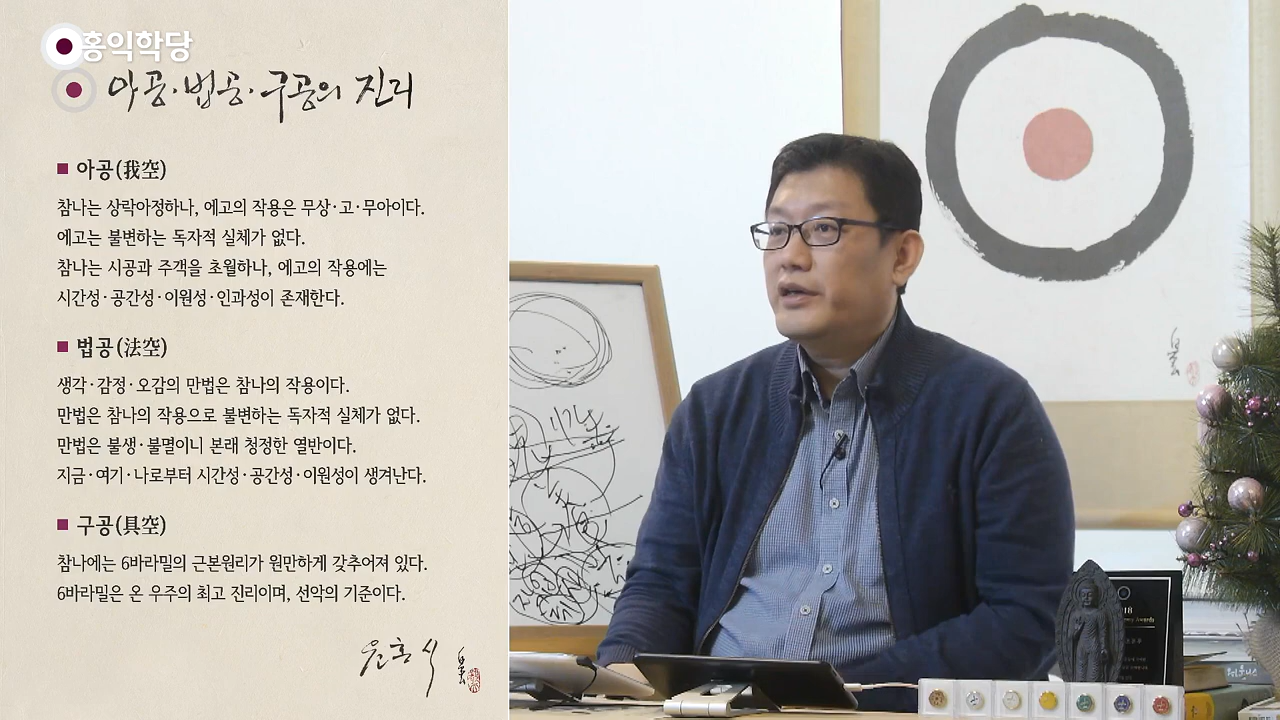 홍익학당
아공·법공·구공의 진리
■ 아공(我空)
참나는 상락아정하나, 에고의 작용은 무상·고·무아이다.
에고는 불변하는 독자적 실체가 없다.
참나는 시공과 주객을 초월하나, 에고의 작용에는
시간성·공간성·이원성·인과성이 존재한다.
■ 법공(法空)
생각·감정·오감의 만법은 참나의 작용이다.
만법은 참나의 작용으로 불변하는 독자적 실체가 없다.
만법은 불생·불멸이니 본래 청정한 열반이다.
지금·여기·나로부터 시간성·공간성·이원성이 생겨난다.
■ 구공(具空)
참나에는 6바라밀의 근본원리가 원만하게 갖추어져 있다.
6바라밀은 온 우주의 최고 진리이며, 선악의 기준이다.
윤홍식